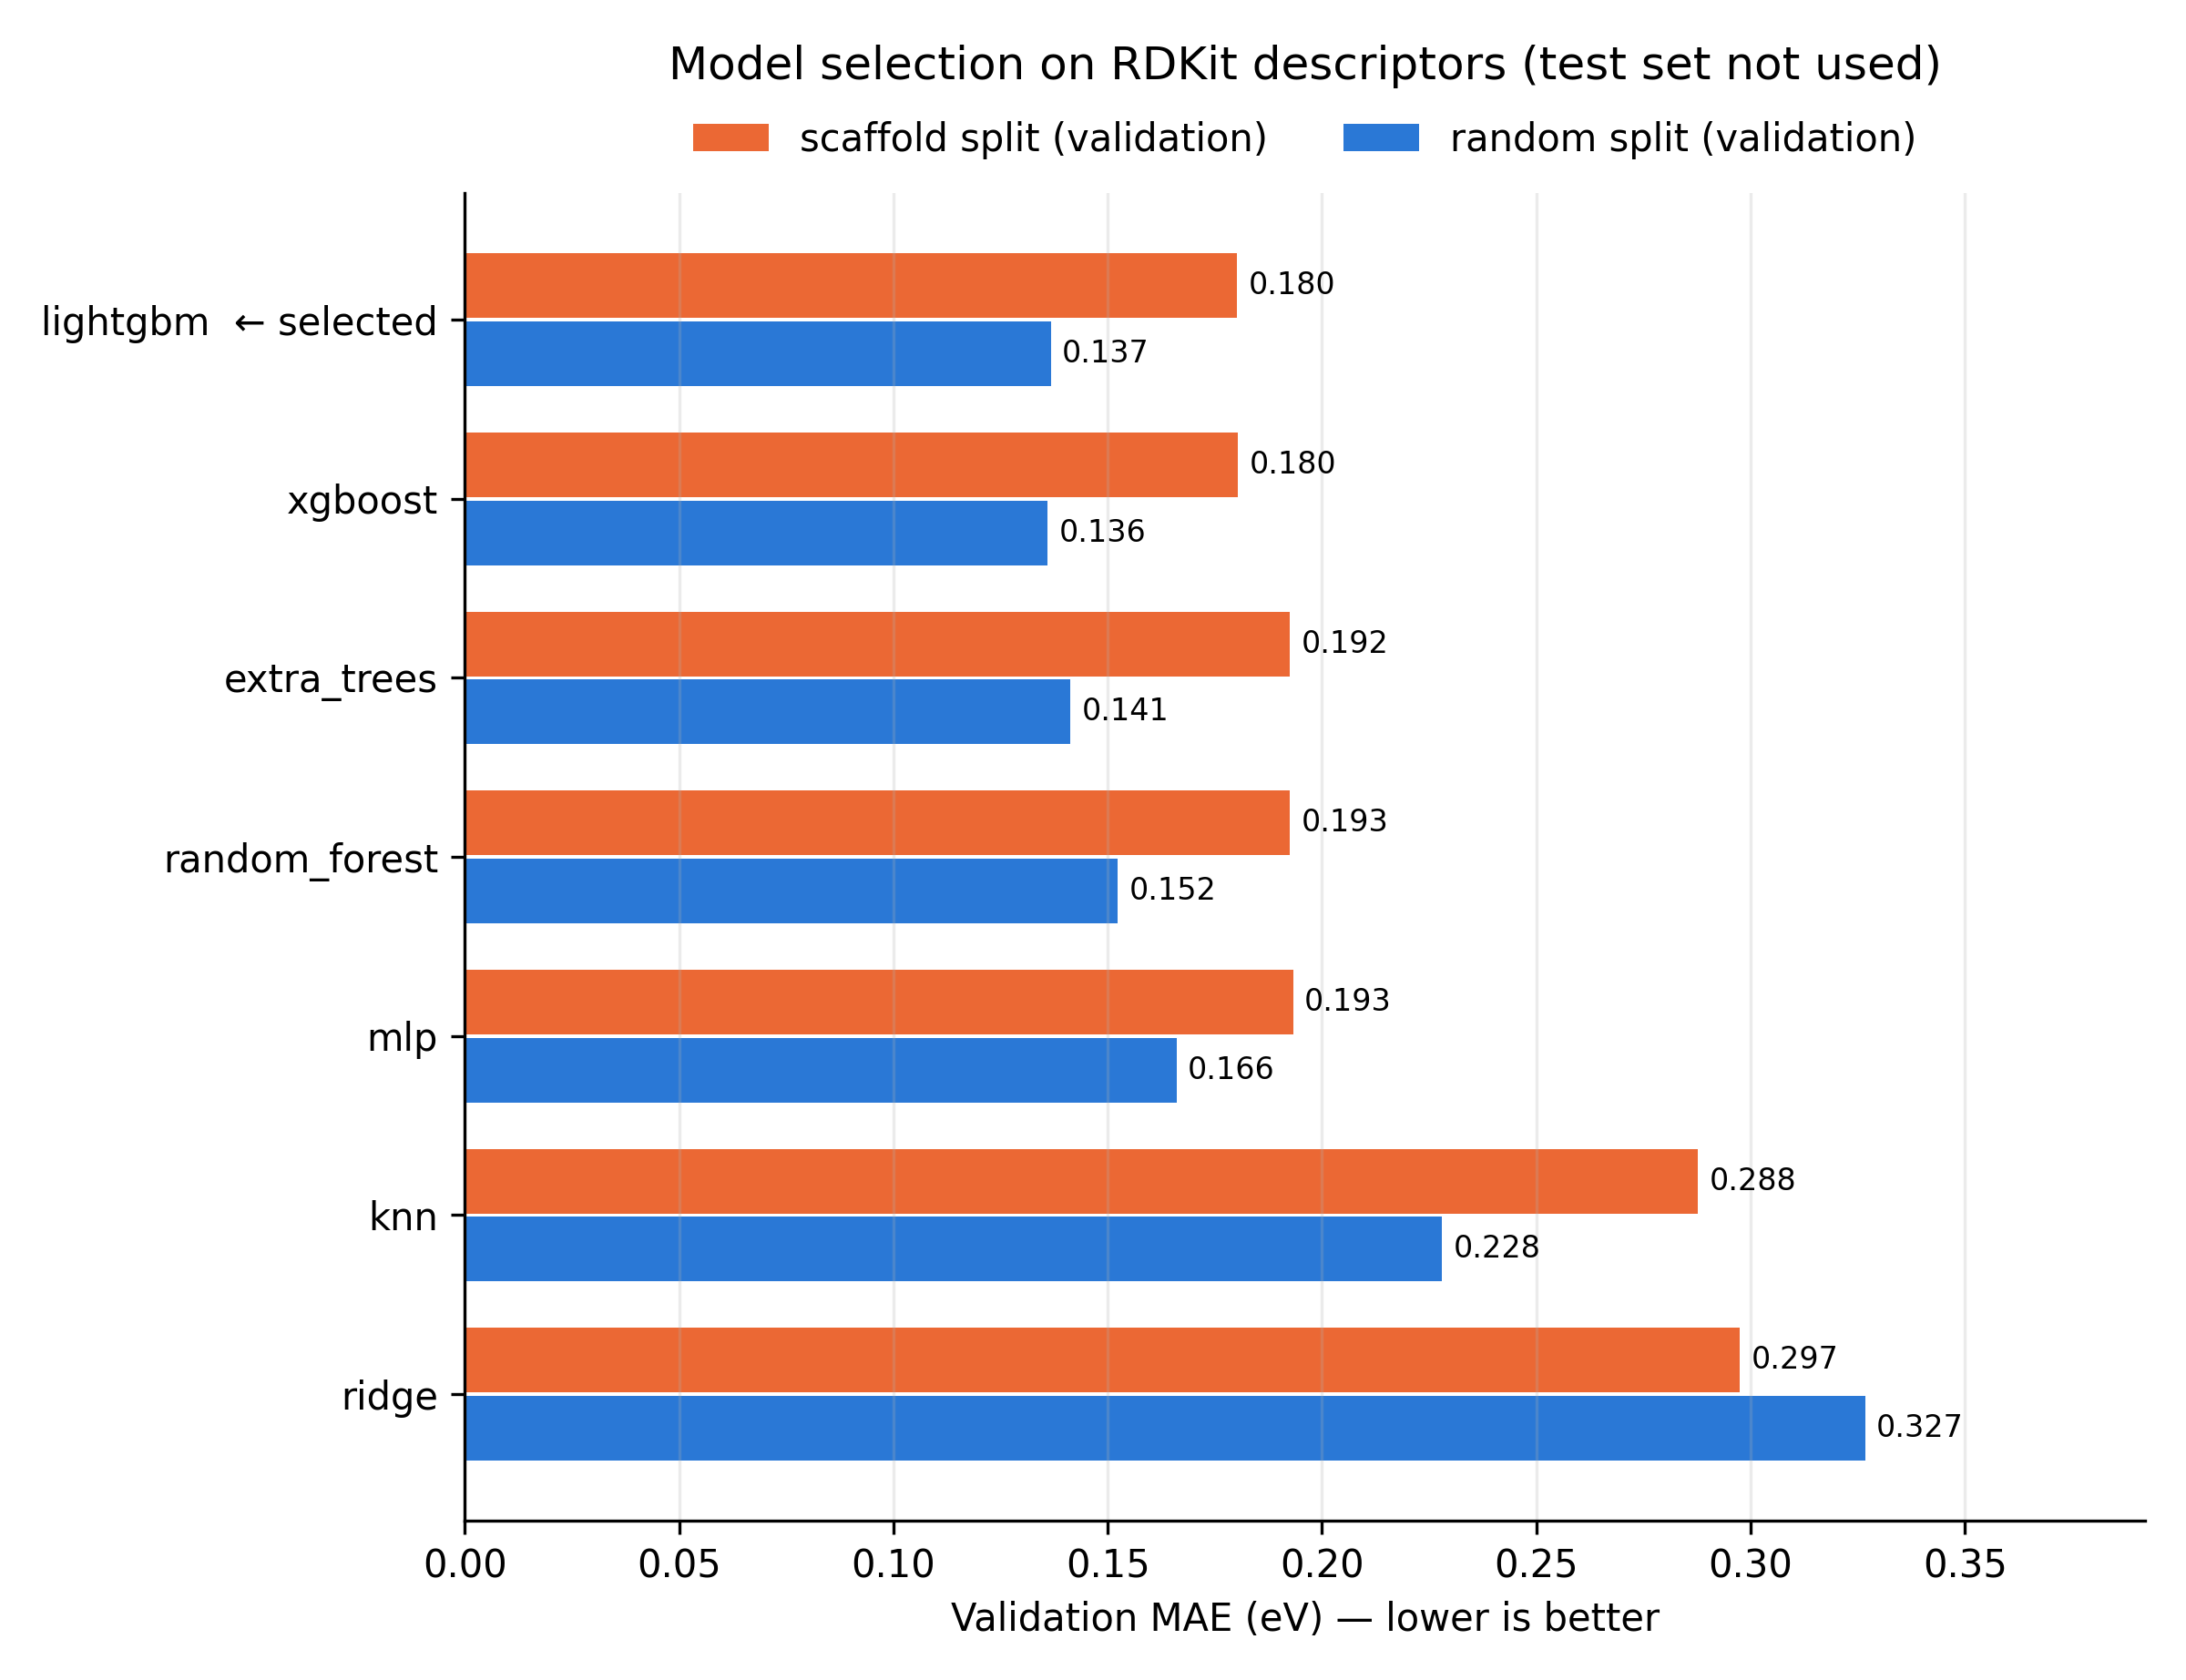 Model selection on RDKit descriptors (test set not used)
scaffold split (validation) random split (validation)
lightgbm ← selected
0.180
0.137
xgboost
0.180
0.136
extra_trees
0.192
0.141
random_forest
0.193
0.152
mlp
0.193
0.166
knn
0.288
0.228
ridge
0.297
0.327
0.00 0.05 0.10 0.15 0.20 0.25 0.30 0.35
Validation MAE (eV) — lower is better